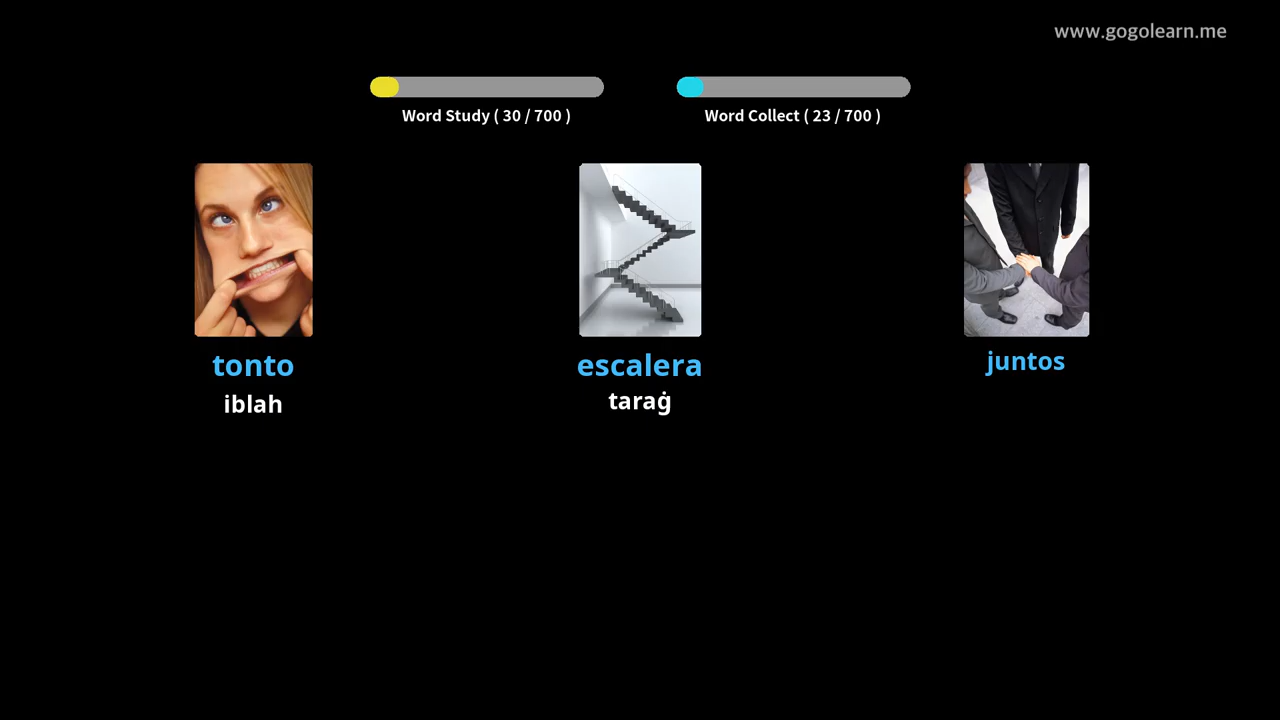 www.gogolearn.me
Word Study ( 30 / 700 )
Word Collect ( 23 / 700 )
tonto
iblah
escalera
taraġ
juntos